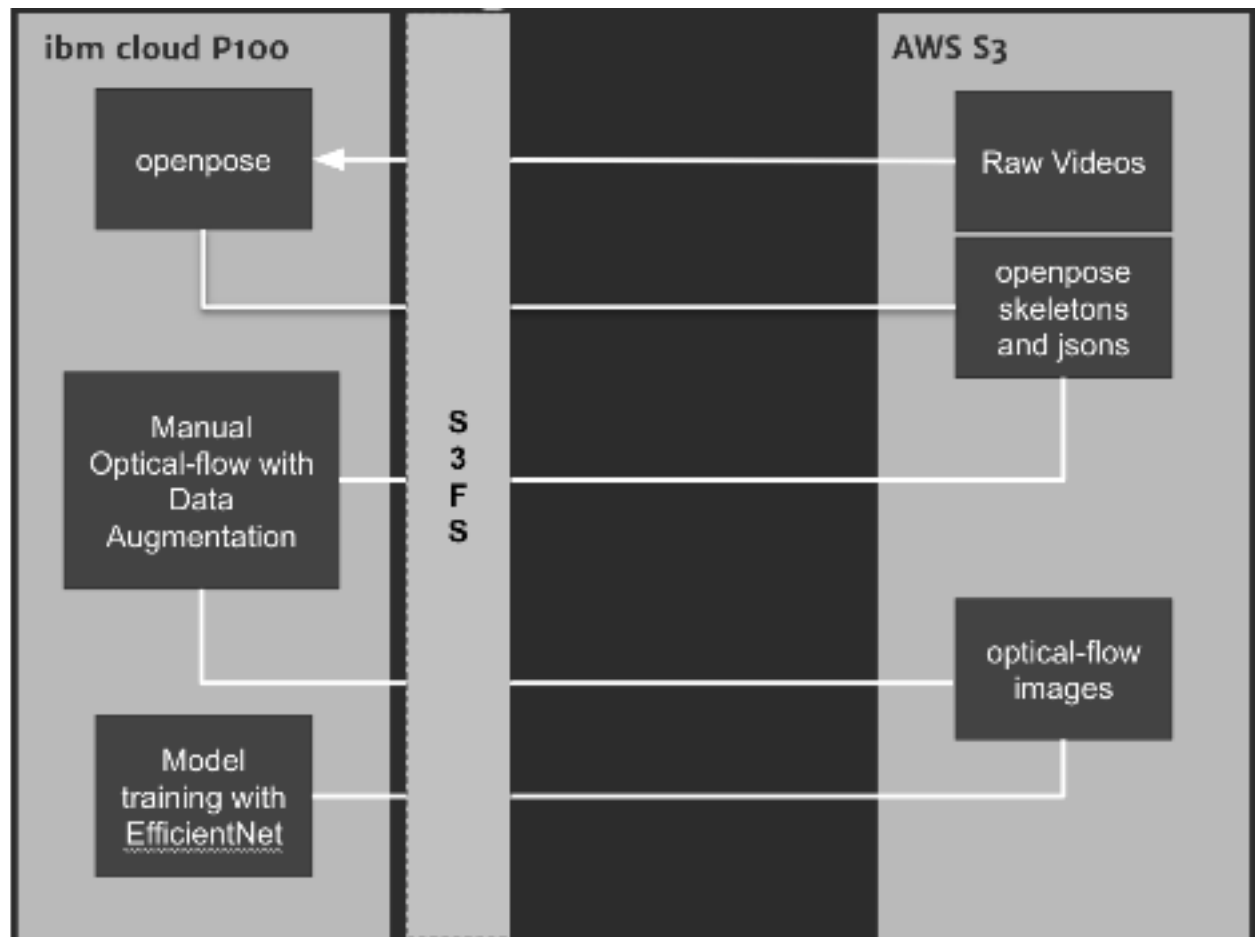 ibm cloud P100
AWS S3
openpose
Raw Videos
openpose
skeletons
and jsons
Manual
Optical-flow with
Data
Augmentation
S
3
F
S
optical-flow
images
Model
training with
EfficientNet